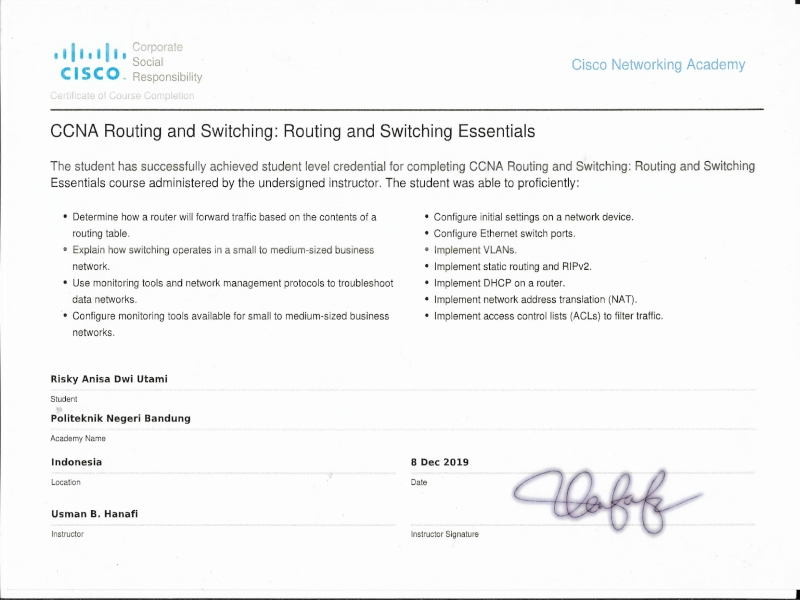 Corporate
Social
CISCO Responsibility
Cisco Networking Academy
Certificate of Course Completion
CCNA Routing and Switching: Routing and Switching Essentials
The student has successfully achieved student level credential for completing CCNA Routing and Switching: Routing and Switching
Essentials course administered by the undersigned instructor. The student was able to proficiently:
• Determine how a router will forward traffic based on the contents of a
routing table.
• Explain how switching operates in a small to medium-sized business
network.
• Use monitoring tools and network management protocols to troubleshoot
data networks.
• Configure monitoring tools available for small to medium-sized business
networks.
• Configure initial settings on a network device.
• Configure Ethernet switch ports.
• Implement VLANs.
• Implement static routing and RIPv2.
• Implement DHCP on a router.
• Implement network address translation (NAT).
• Implement access control lists (ACLs) to filter traffic.
Risky Anisa Dwi Utami
Student
Politeknik Negeri Bandung
Academy Name
Indonesia
Location
8 Dec 2019
Date
Usman B. Hanafi
Instructor
Instructor Signature